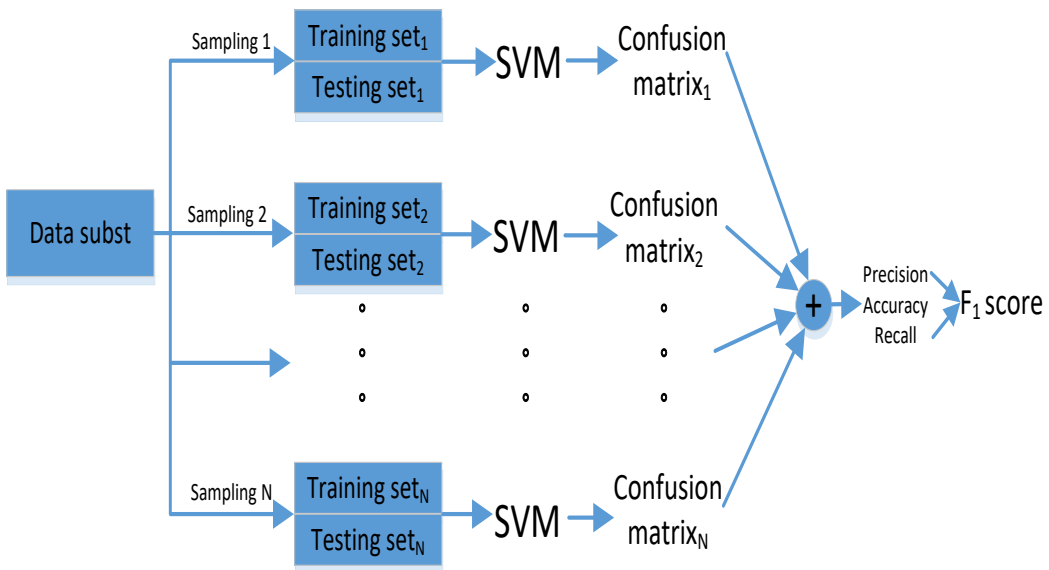 Sampling 1
Training set1
Testing set1
SVM
Confusion
matrix1
Data subst
Sampling 2
Training set2
Testing set2
SVM
Confusion
matrix2
+
Precision
Accuracy
Recall
F1 score
Sampling N
Training setN
Testing setN
SVM
Confusion
matrixN